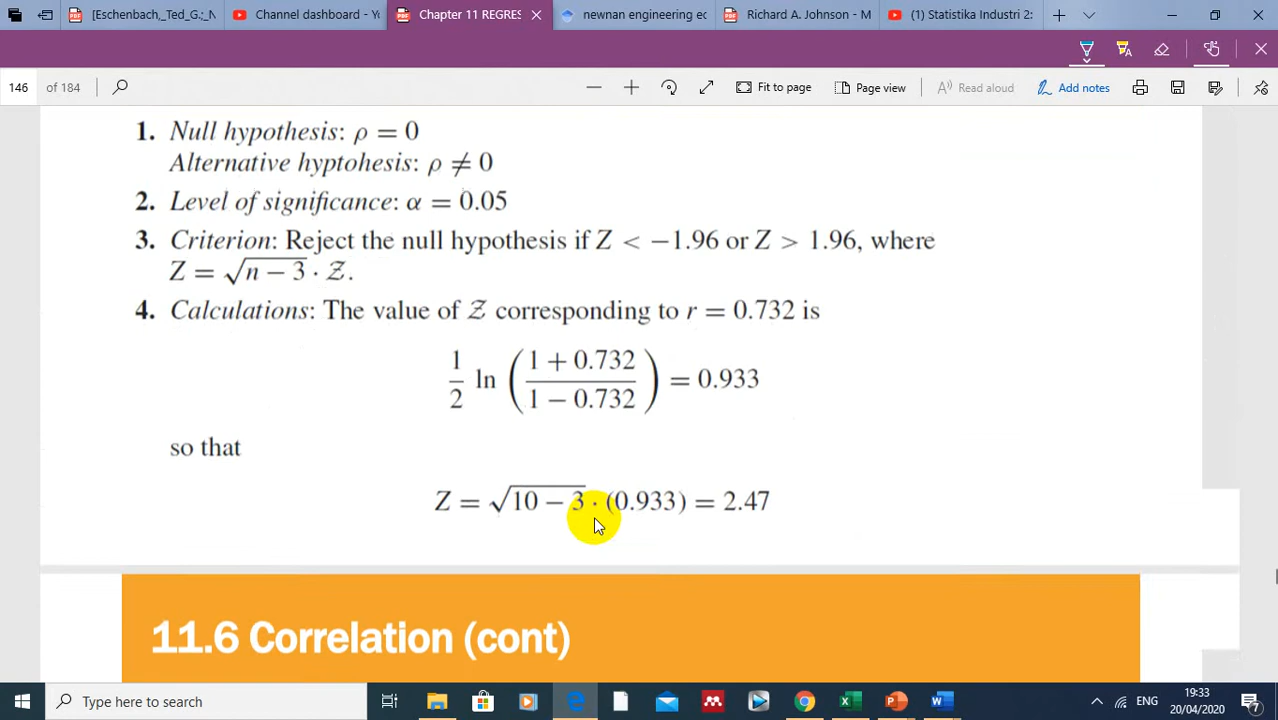 [Eschenbach,_Ted_G.;_N
Channel dashboard - Yo
Chapter 11 REGRES
newnan engineering ec
Richard A. Johnson - M
(1) Statistika Industri 2:
146 of 184
Fit to page
Page view
Read aloud
Add notes
1. Null hypothesis: ρ = 0
Alternative hyptohesis: ρ ≠ 0
2. Level of significance: α = 0.05
3. Criterion: Reject the null hypothesis if Z < −1.96 or Z > 1.96, where
Z = √n − 3 · 𝒵.
4. Calculations: The value of 𝒵 corresponding to r = 0.732 is
1/2 ln (1 + 0.732 / 1 − 0.732) = 0.933
so that
Z = √10 − 3 · (0.933) = 2.47
11.6 Correlation (cont)
Type here to search
ENG
19:33
20/04/2020
7